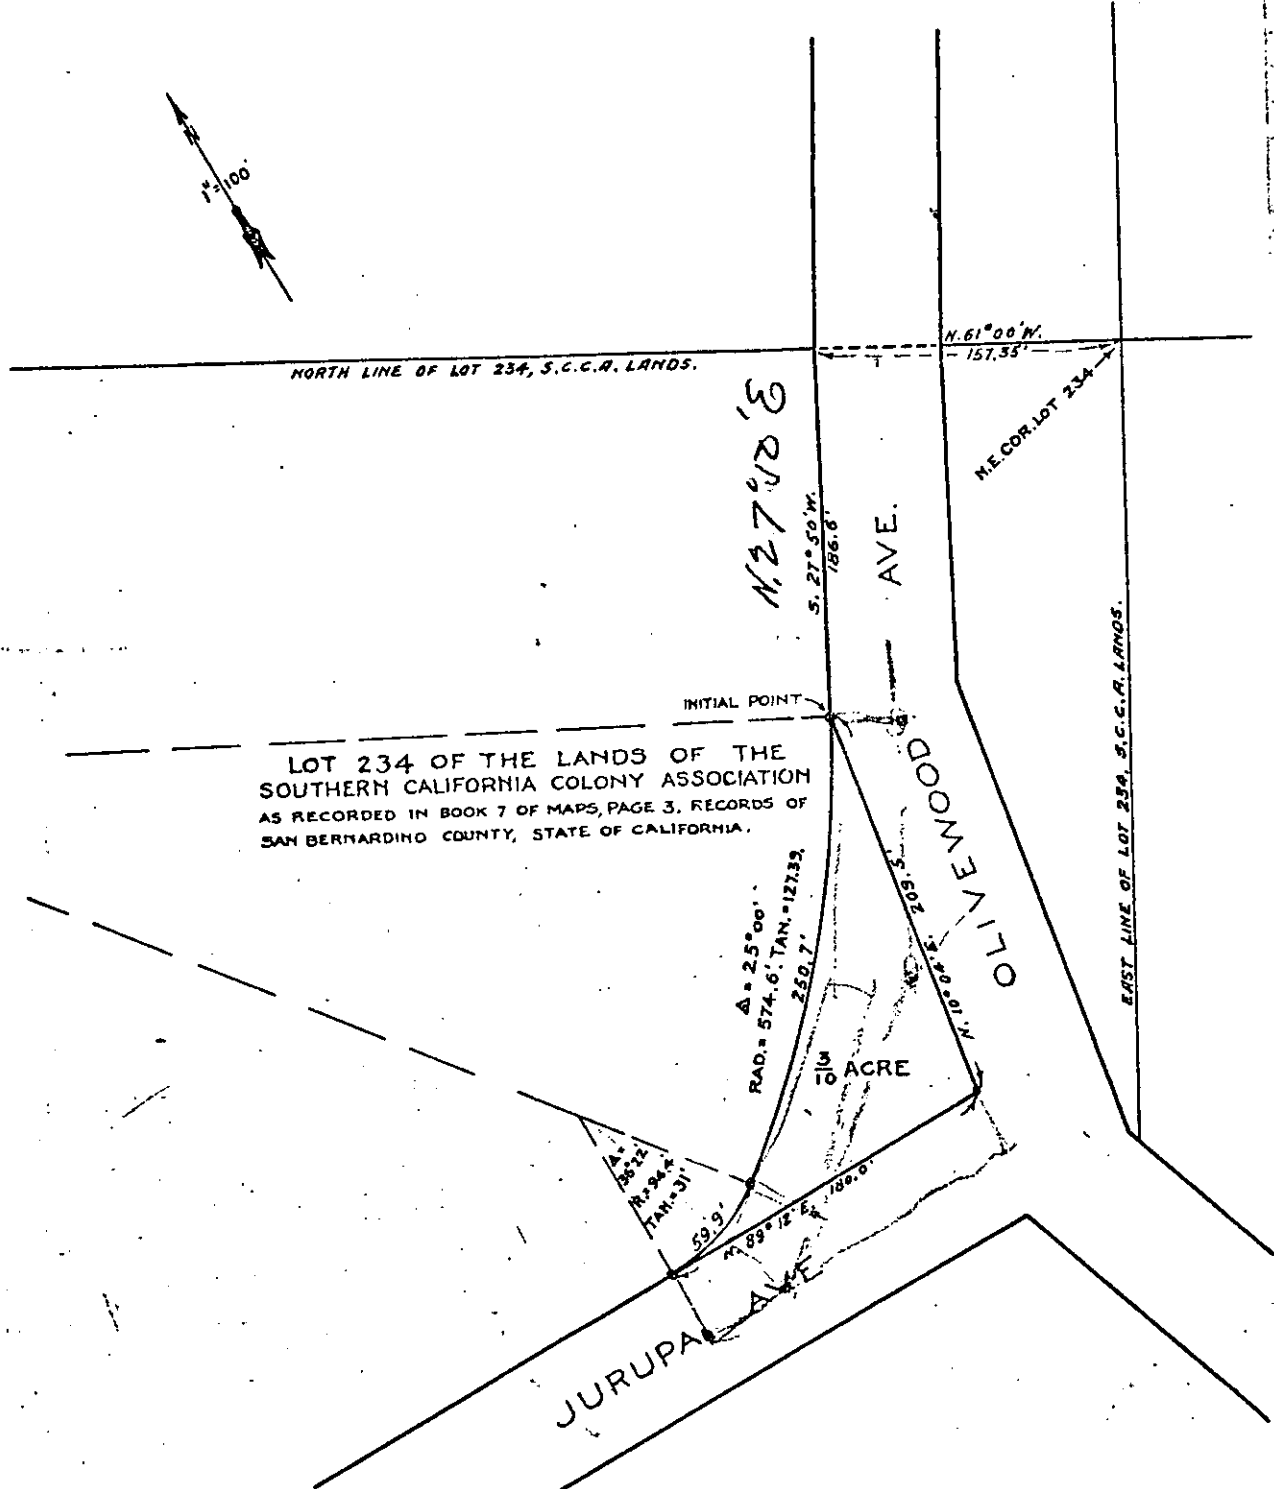 N
1"=100'
N.61°00'W.
157.35'
NORTH LINE OF LOT 234, S.C.C.A. LANDS.
N.E.COR.LOT 234
N.27°10'E
S. 27°50'W.
186.6'
AVE.
OLIVEWOOD
EAST LINE OF LOT 234, S.C.C.A. LANDS.
INITIAL POINT
LOT 234 OF THE LANDS OF THE
SOUTHERN CALIFORNIA COLONY ASSOCIATION
AS RECORDED IN BOOK 7 OF MAPS, PAGE 3, RECORDS OF
SAN BERNARDINO COUNTY, STATE OF CALIFORNIA.
Δ = 25°00'
RAD.= 574.6'. TAN.=127.39.
250.7'
209.5'
3/10 ACRE
Δ=
36°22'
R.=94.4'
TAN.=31'
59.9'
N. 89°12' E.
180.0'
JURUPA AVE